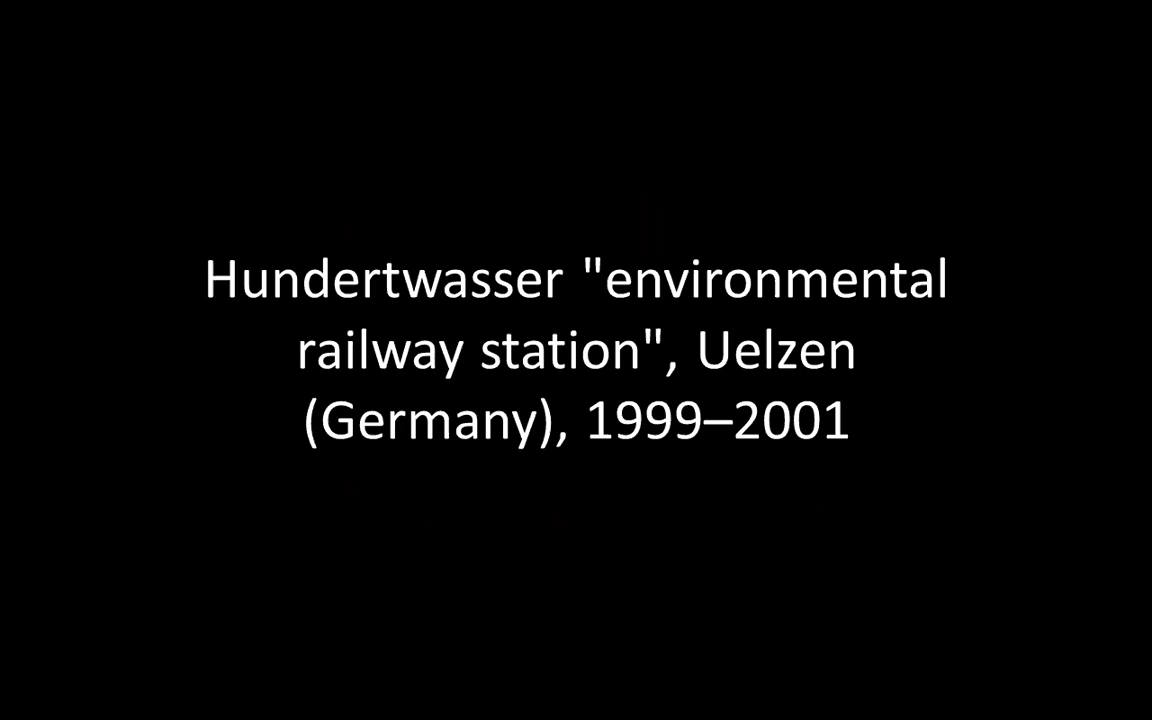 Hundertwasser "environmental
railway station", Uelzen
(Germany), 1999–2001